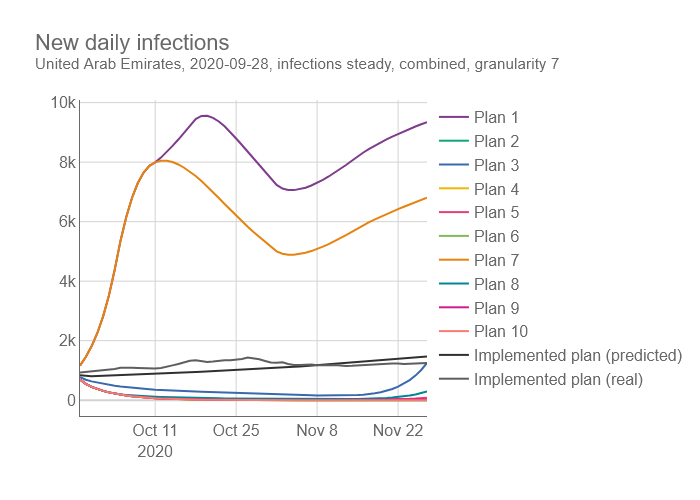 New daily infections
United Arab Emirates, 2020-09-28, infections steady, combined, granularity 7
10k
8k
6k
4k
2k
0
Oct 11
2020
Oct 25
Nov 8
Nov 22
Plan 1
Plan 2
Plan 3
Plan 4
Plan 5
Plan 6
Plan 7
Plan 8
Plan 9
Plan 10
Implemented plan (predicted)
Implemented plan (real)